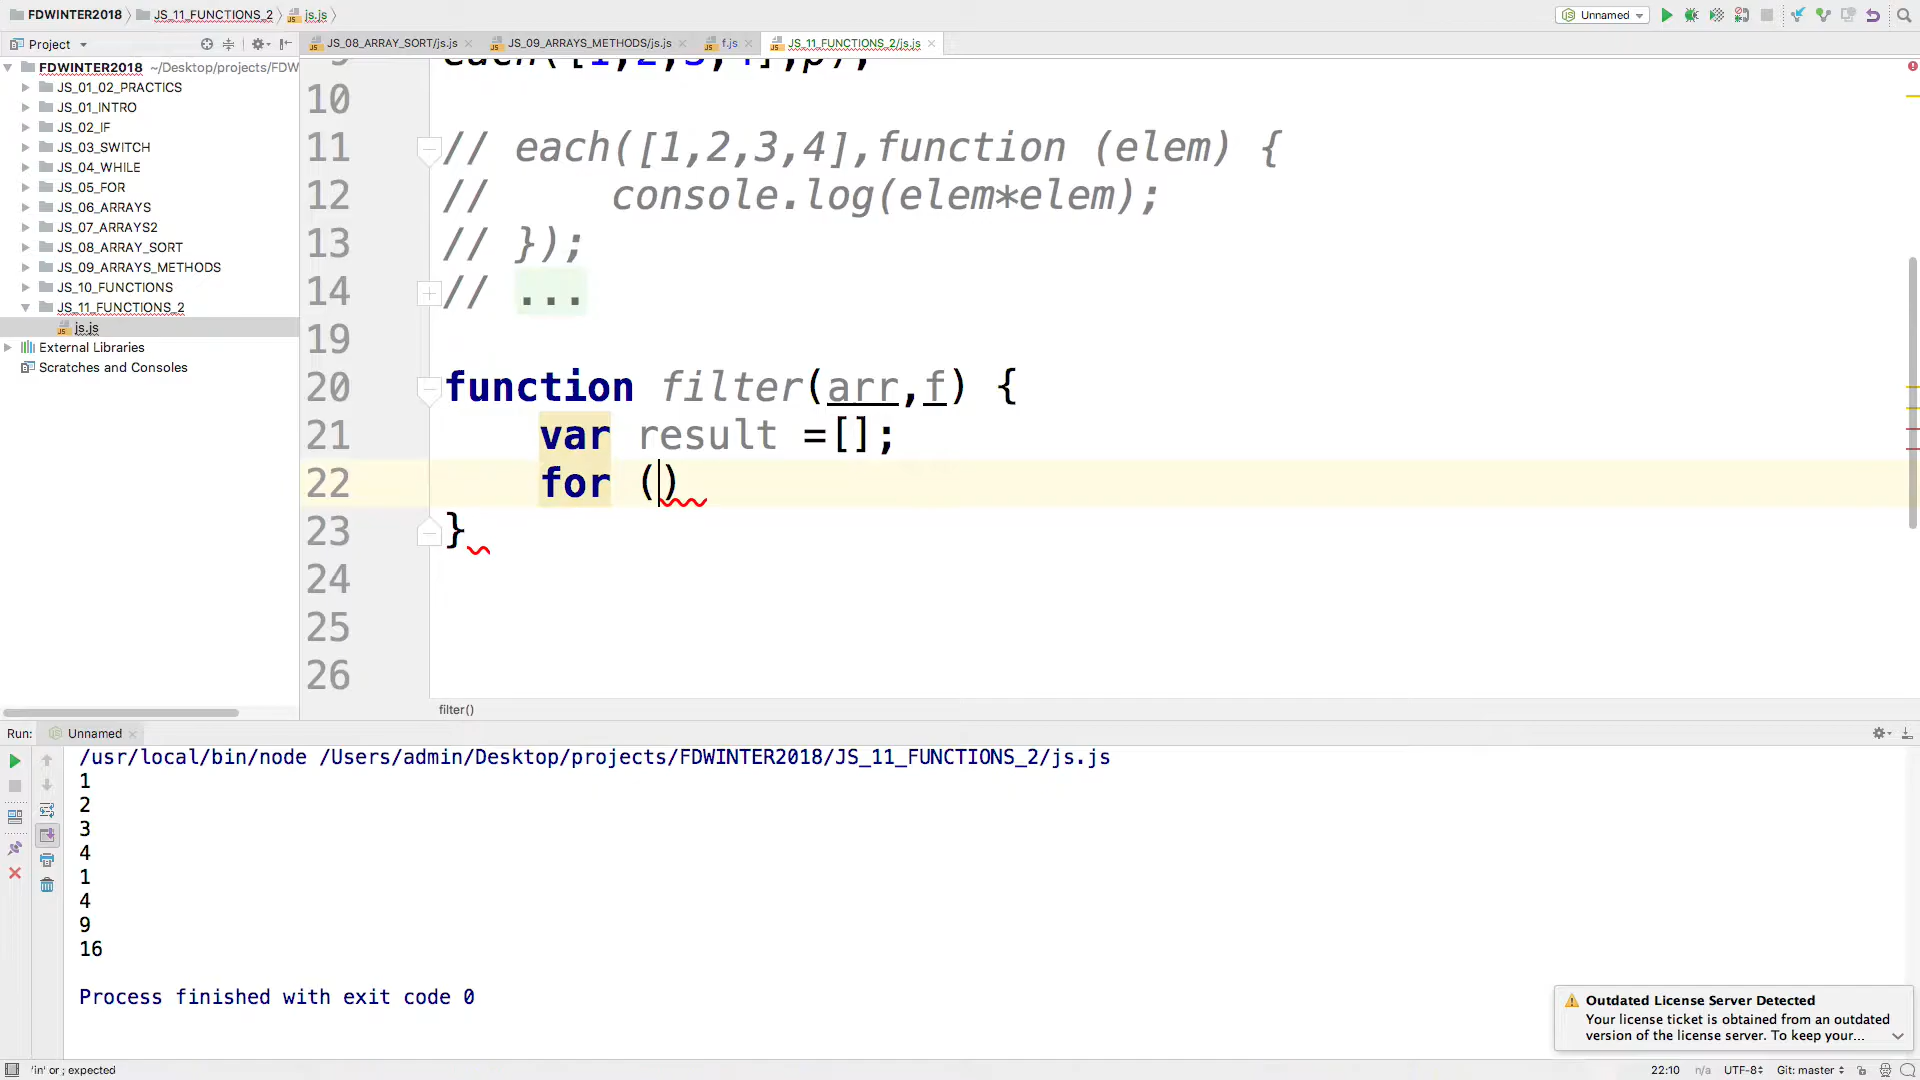 FDWINTER2018 JS_11_FUNCTIONS_2 js.js Unnamed
Project JS_08_ARRAY_SORT/js.js JS_09_ARRAYS_METHODS/js.js f.js JS_11_FUNCTIONS_2/js.js
FDWINTER2018 ~/Desktop/projects/FDW
JS_01_02_PRACTICS
JS_01_INTRO
JS_02_IF
JS_03_SWITCH
JS_04_WHILE
JS_05_FOR
JS_06_ARRAYS
JS_07_ARRAYS2
JS_08_ARRAY_SORT
JS_09_ARRAYS_METHODS
JS_10_FUNCTIONS
JS_11_FUNCTIONS_2
js.js
External Libraries
Scratches and Consoles
9 each([1,2,3,4],p);
10
11 // each([1,2,3,4],function (elem) {
12 // console.log(elem*elem);
13 // });
14 // ...
19
20 function filter(arr,f) {
21 var result =[];
22 for ()
23 }
24
25
26
filter()
Run: Unnamed
/usr/local/bin/node /Users/admin/Desktop/projects/FDWINTER2018/JS_11_FUNCTIONS_2/js.js
1
2
3
4
1
4
9
16
Process finished with exit code 0
Outdated License Server Detected
Your license ticket is obtained from an outdated
version of the license server. To keep your...
'in' or ; expected 22:10 n/a UTF-8 Git: master